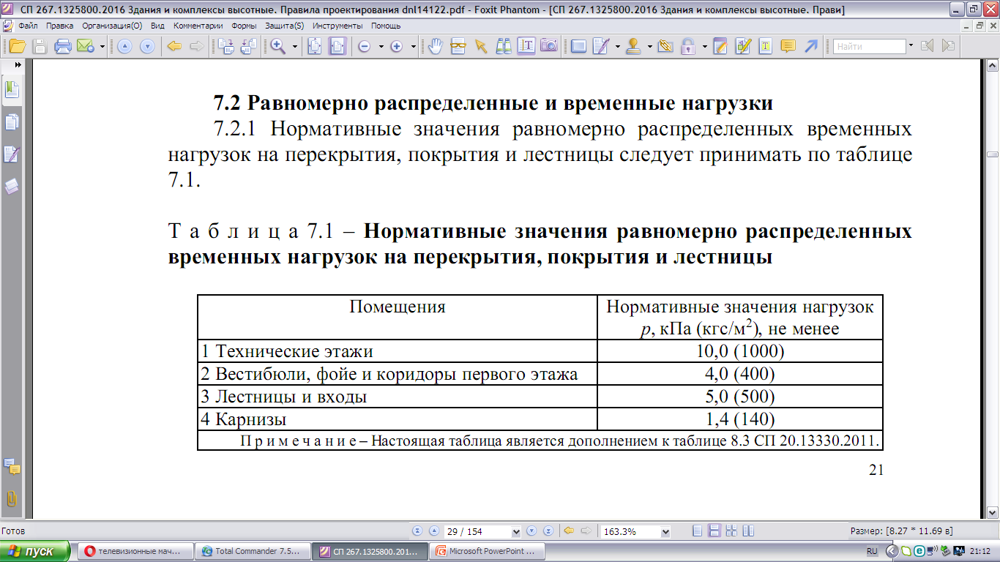 СП 267.1325800.2016 Здания и комплексы высотные. Правила проектирования dnl14122.pdf - Foxit Phantom - [СП 267.1325800.2016 Здания и комплексы высотные. Прави]
Файл Правка Организация(O) Вид Комментарии Формы Защита(S) Инструменты Помощь
Найти
7.2 Равномерно распределенные и временные нагрузки
7.2.1 Нормативные значения равномерно распределенных временных
нагрузок на перекрытия, покрытия и лестницы следует принимать по таблице
7.1.
Т а б л и ц а 7.1 – Нормативные значения равномерно распределенных
временных нагрузок на перекрытия, покрытия и лестницы
Помещения
Нормативные значения нагрузок
p, кПа (кгс/м2), не менее
1 Технические этажи 10,0 (1000)
2 Вестибюли, фойе и коридоры первого этажа 4,0 (400)
3 Лестницы и входы 5,0 (500)
4 Карнизы 1,4 (140)
П р и м е ч а н и е – Настоящая таблица является дополнением к таблице 8.3 СП 20.13330.2011.
21
Готов 29 / 154 163.3% Размер: [8.27 * 11.69 в]
пуск телевизионные мач... Total Commander 7.5... СП 267.1325800.201... Microsoft PowerPoint ... RU 21:12